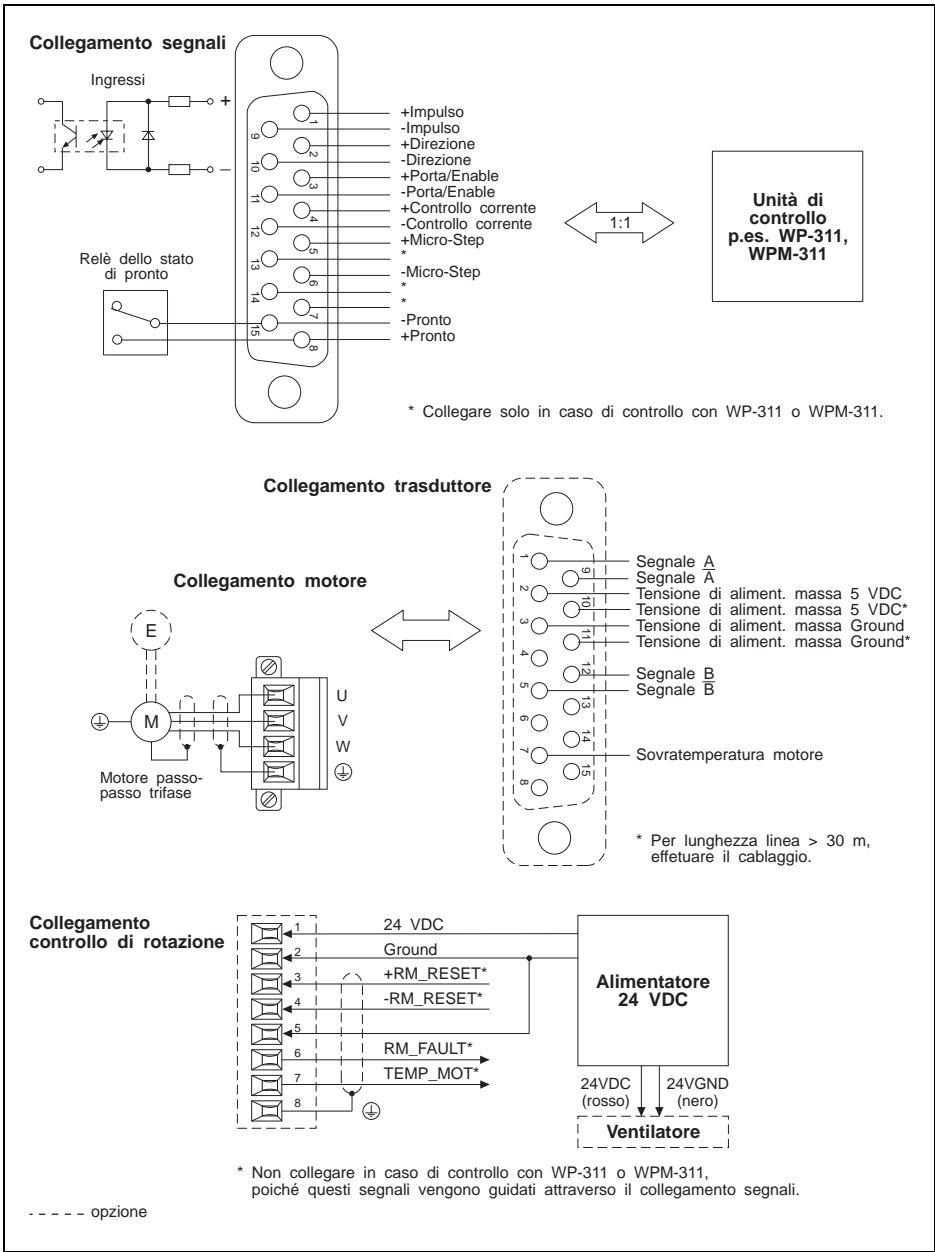 Collegamento segnali
Ingressi
+
–
Relè dello stato
di pronto
1
9
2
10
3
11
4
12
5
13
6
14
7
15
8
+Impulso
-Impulso
+Direzione
-Direzione
+Porta/Enable
-Porta/Enable
+Controllo corrente
-Controllo corrente
+Micro-Step
*
-Micro-Step
*
*
-Pronto
+Pronto
1:1
Unità di
controllo
p.es. WP-311,
WPM-311
* Collegare solo in caso di controllo con WP-311 o WPM-311.
Collegamento trasduttore
1
9
2
10
3
11
4
12
5
13
6
14
7
15
8
Segnale A
Segnale A̅
Tensione di aliment. massa 5 VDC
Tensione di aliment. massa 5 VDC*
Tensione di aliment. massa Ground
Tensione di aliment. massa Ground*
Segnale B
Segnale B̅
Sovratemperatura motore
* Per lunghezza linea > 30 m,
effetuare il cablaggio.
Collegamento motore
E
M
U
V
W
Motore passo-
passo trifase
Collegamento
controllo di rotazione
1
24 VDC
2
Ground
3
+RM_RESET*
4
-RM_RESET*
5
6
RM_FAULT*
7
TEMP_MOT*
8
Alimentatore
24 VDC
24VDC
(rosso)
24VGND
(nero)
Ventilatore
* Non collegare in caso di controllo con WP-311 o WPM-311,
poiché questi segnali vengono guidati attraverso il collegamento segnali.
- - - - - opzione